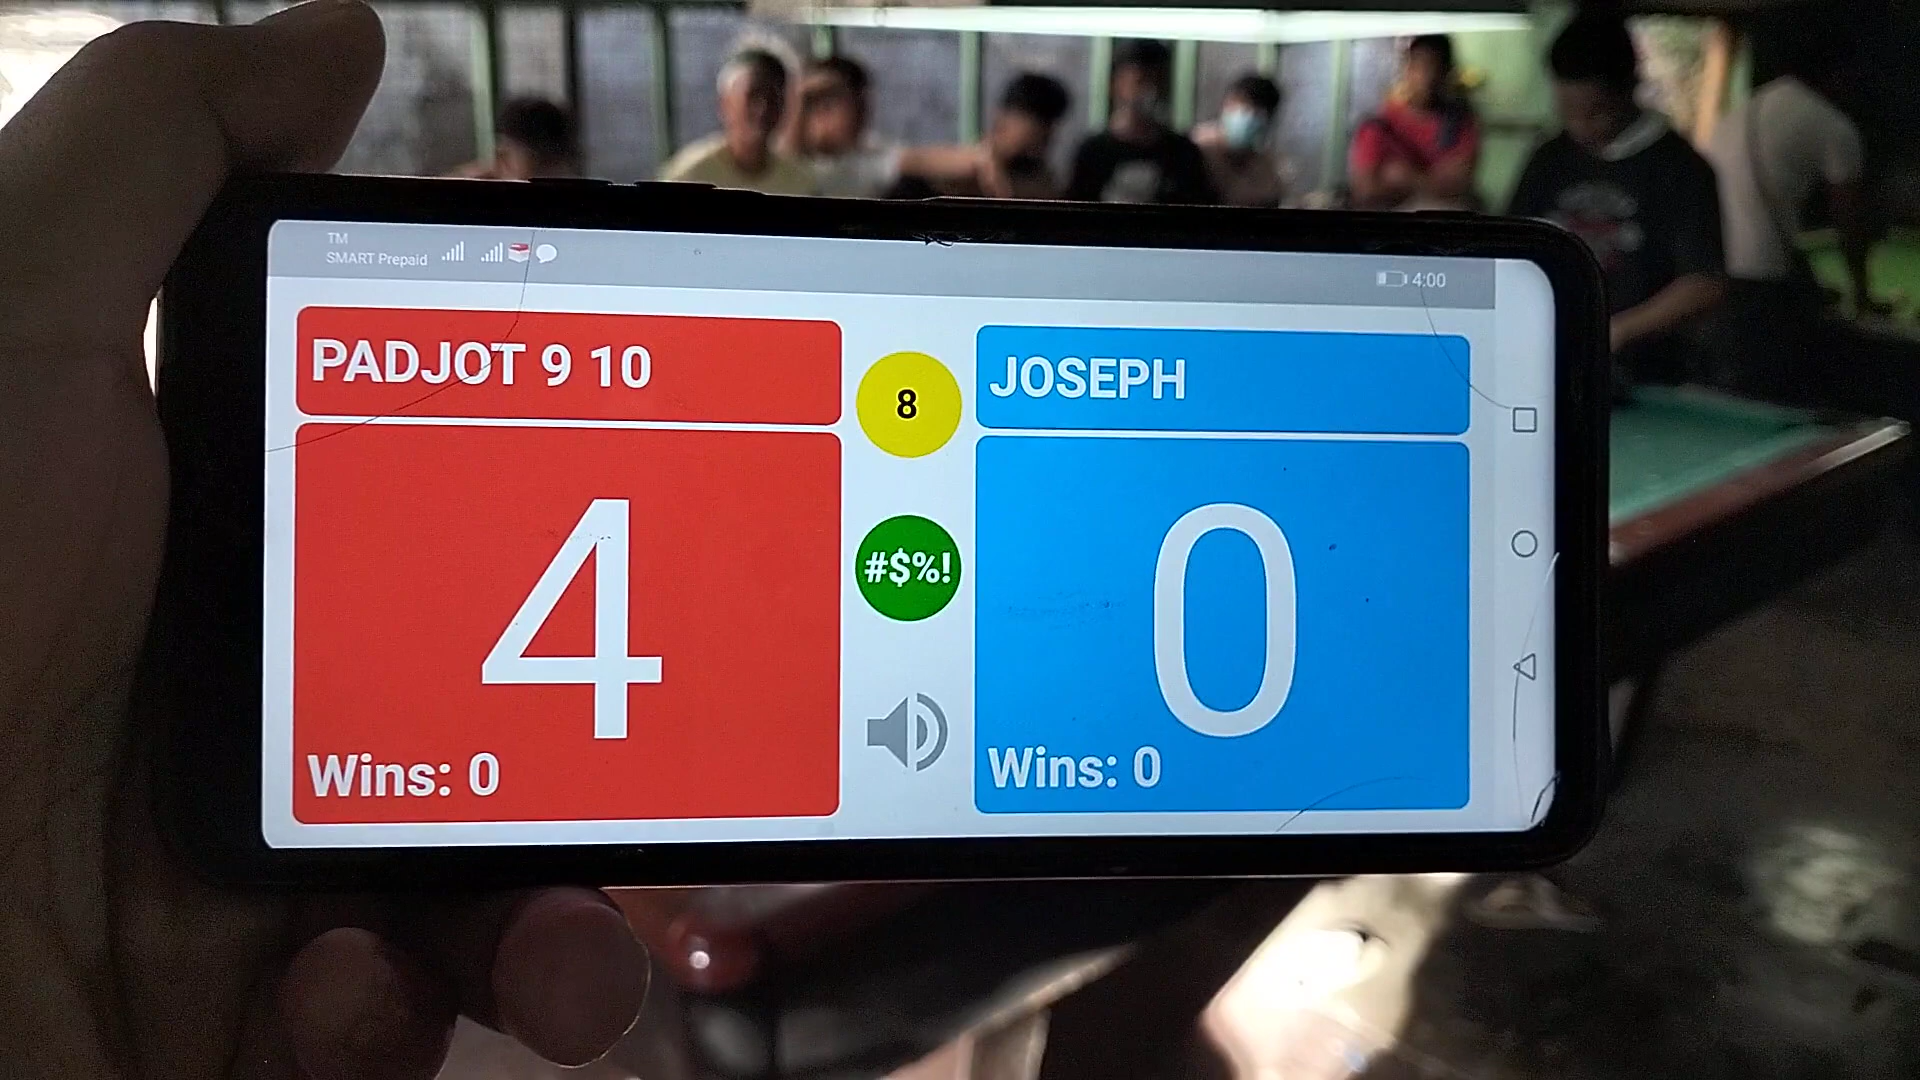 TM
SMART Prepaid
4:00
PADJOT 9 10
8
JOSEPH
4
#$%!
0
Wins: 0
Wins: 0